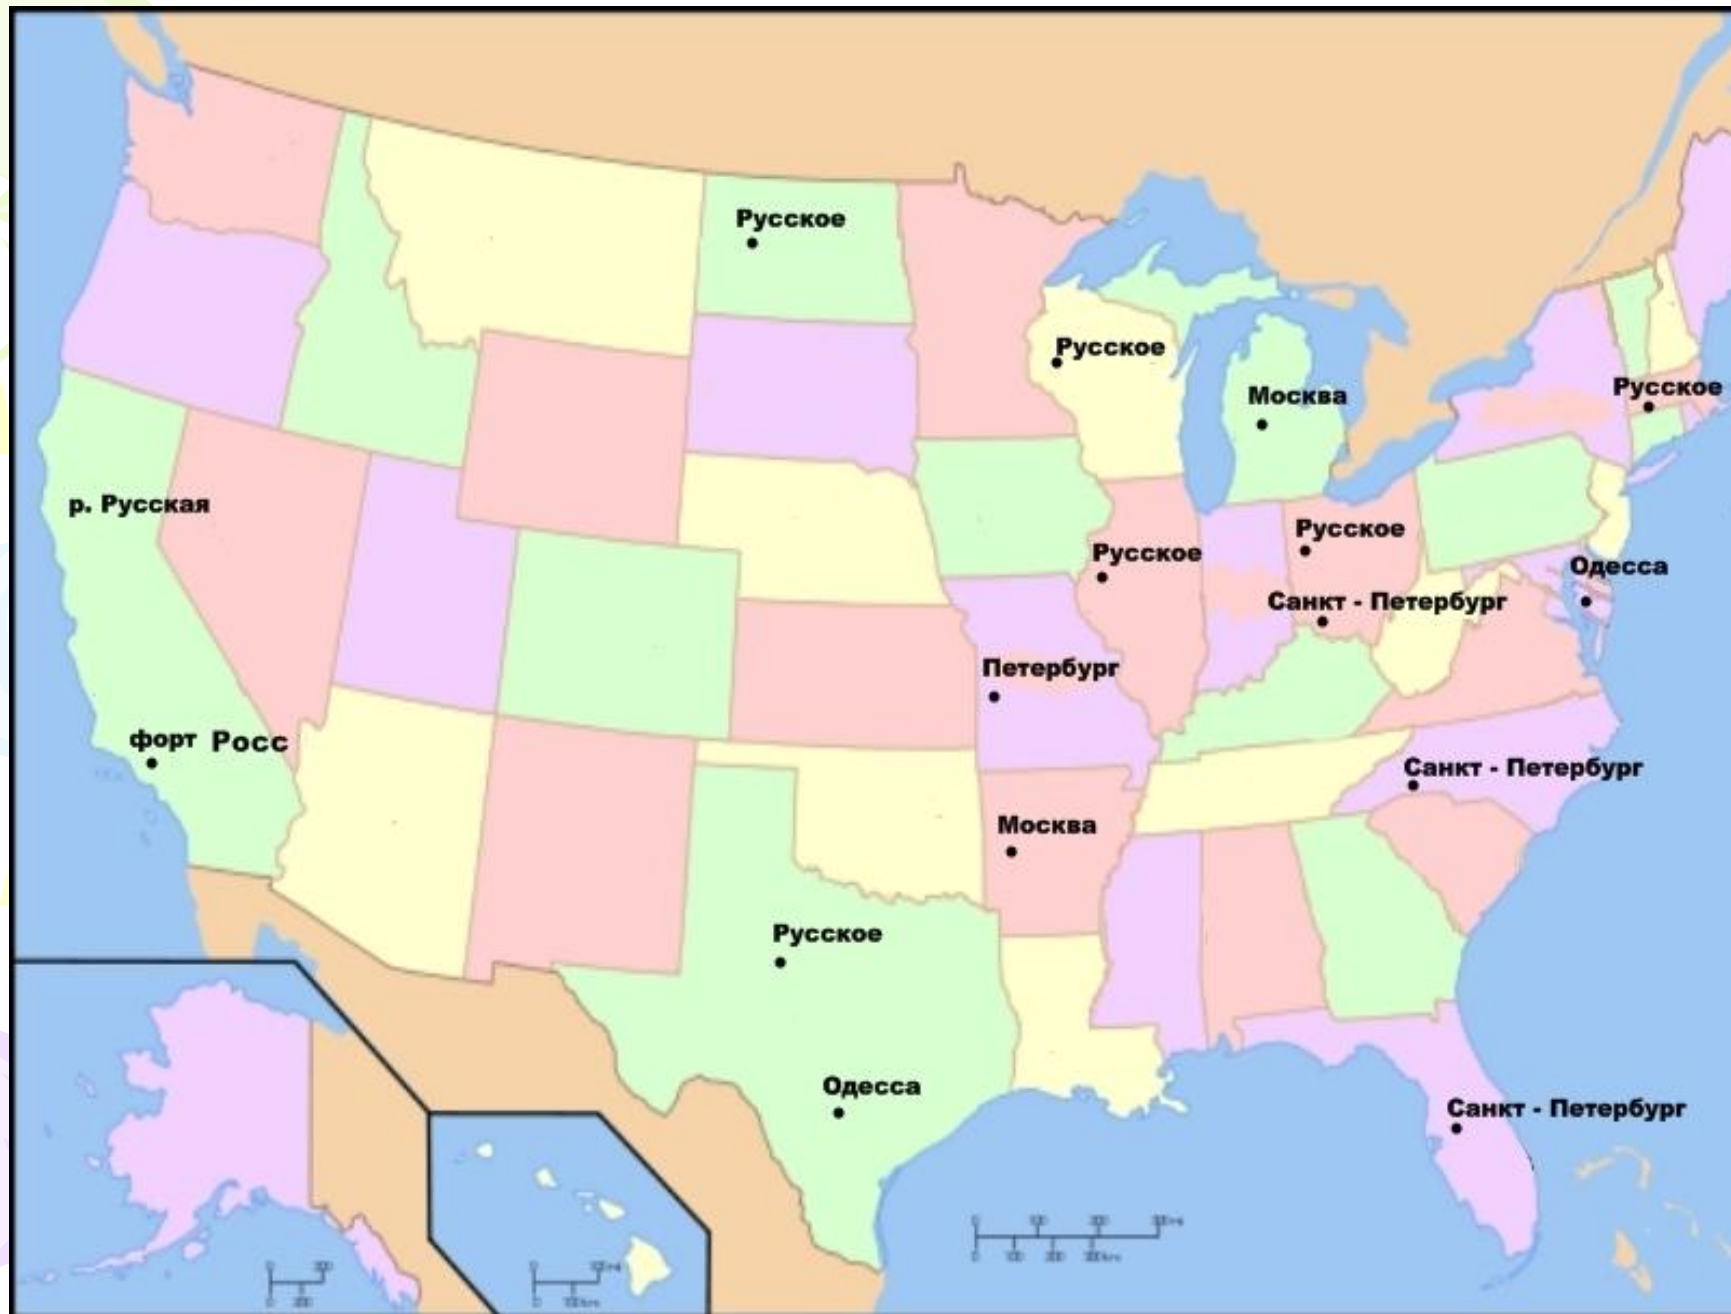 Русское
Русское
Москва
Русское
р. Русская
Русское
Русское
Одесса
Санкт - Петербург
Петербург
форт Росс
Санкт - Петербург
Москва
Русское
Одесса
Санкт - Петербург